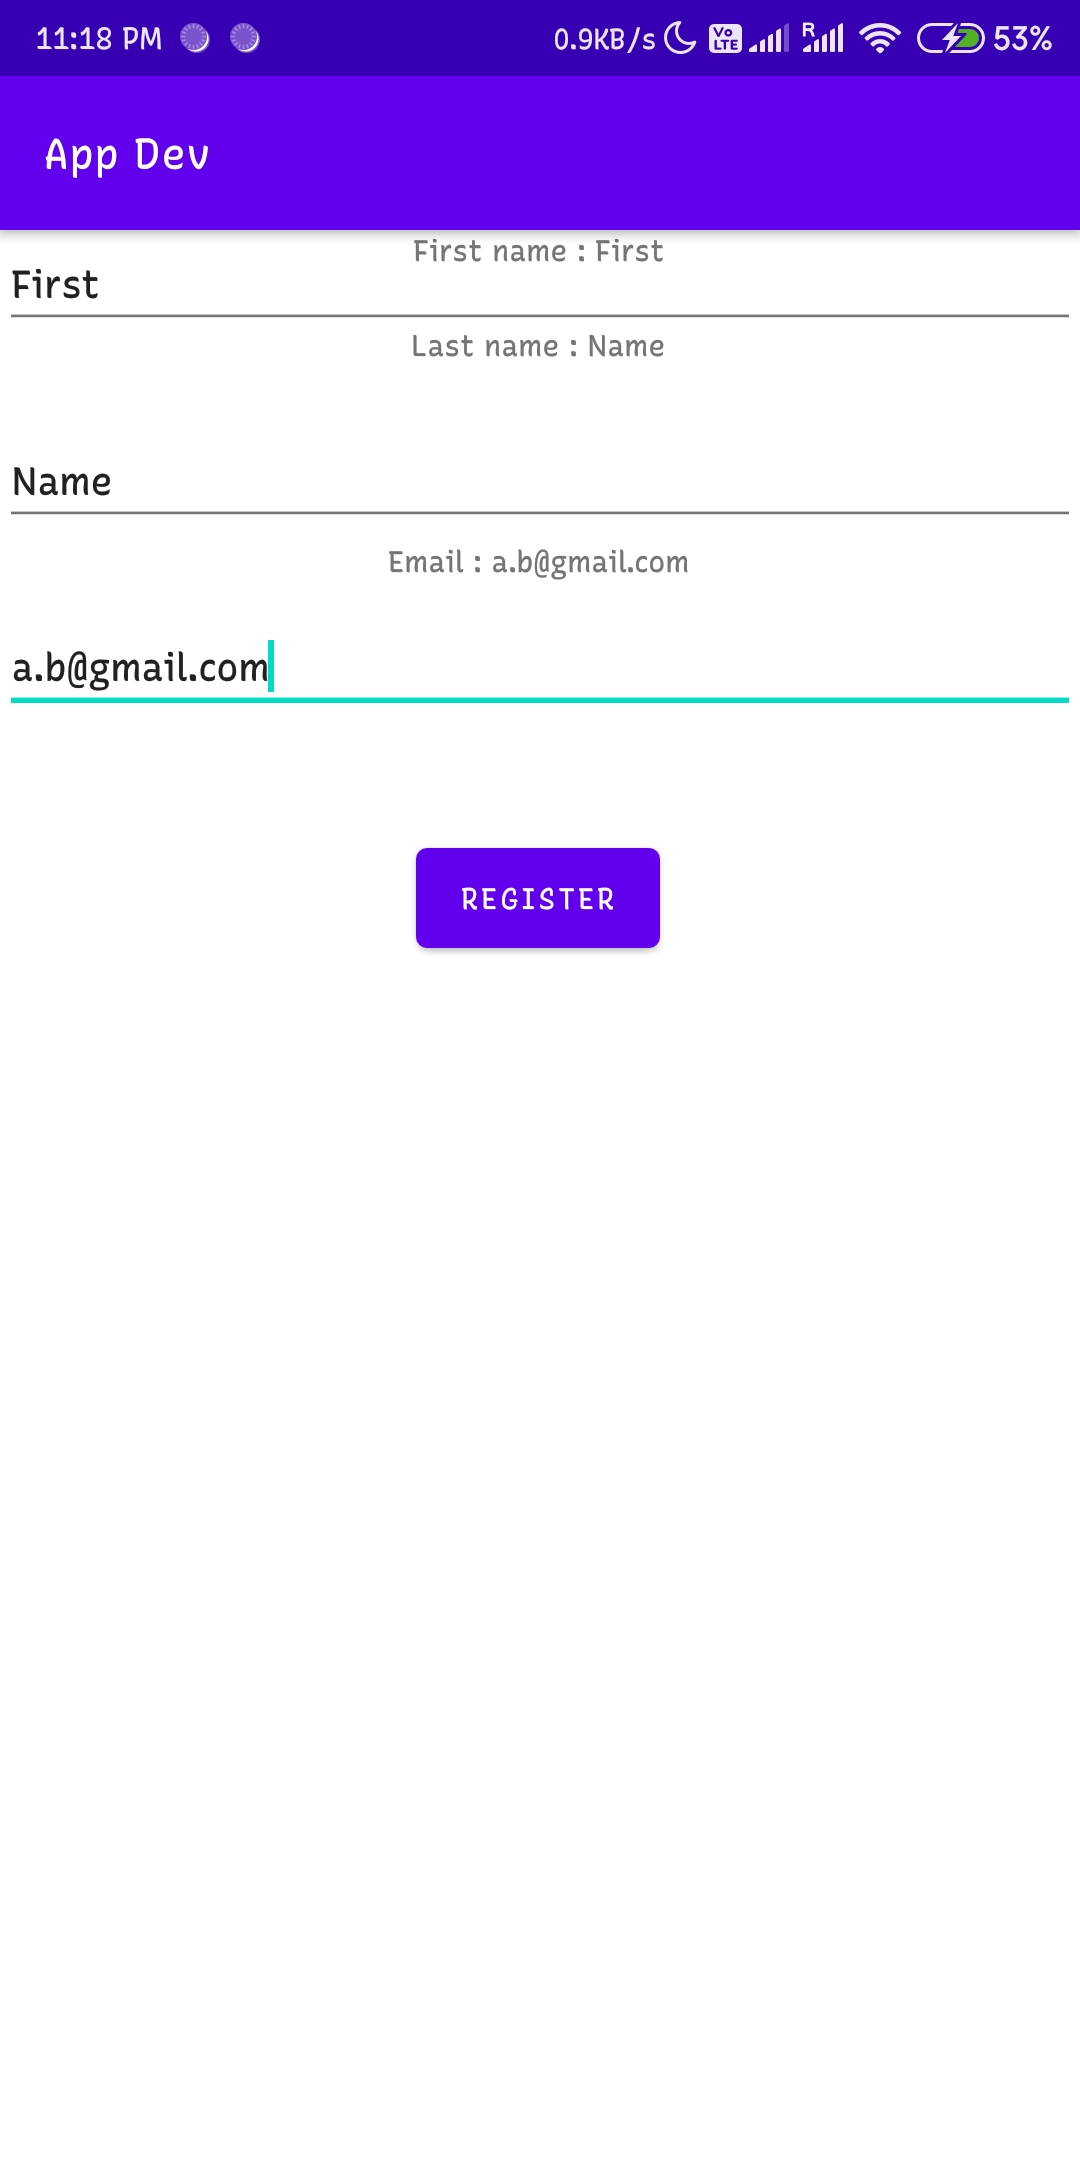 11:18 PM 0.9KB/s Vo LTE R 53%
App Dev
First name : First
First
Last name : Name
Name
Email : a.b@gmail.com
a.b@gmail.com
REGISTER